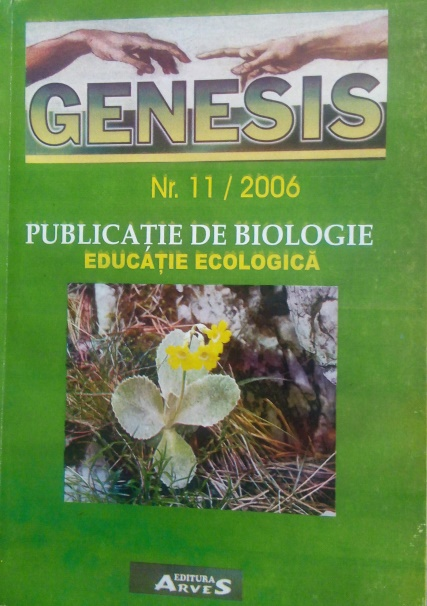 GENESIS
Nr. 11 / 2006
PUBLICAȚIE DE BIOLOGIE
EDUCAȚIE ECOLOGICĂ
EDITURA
ARVES